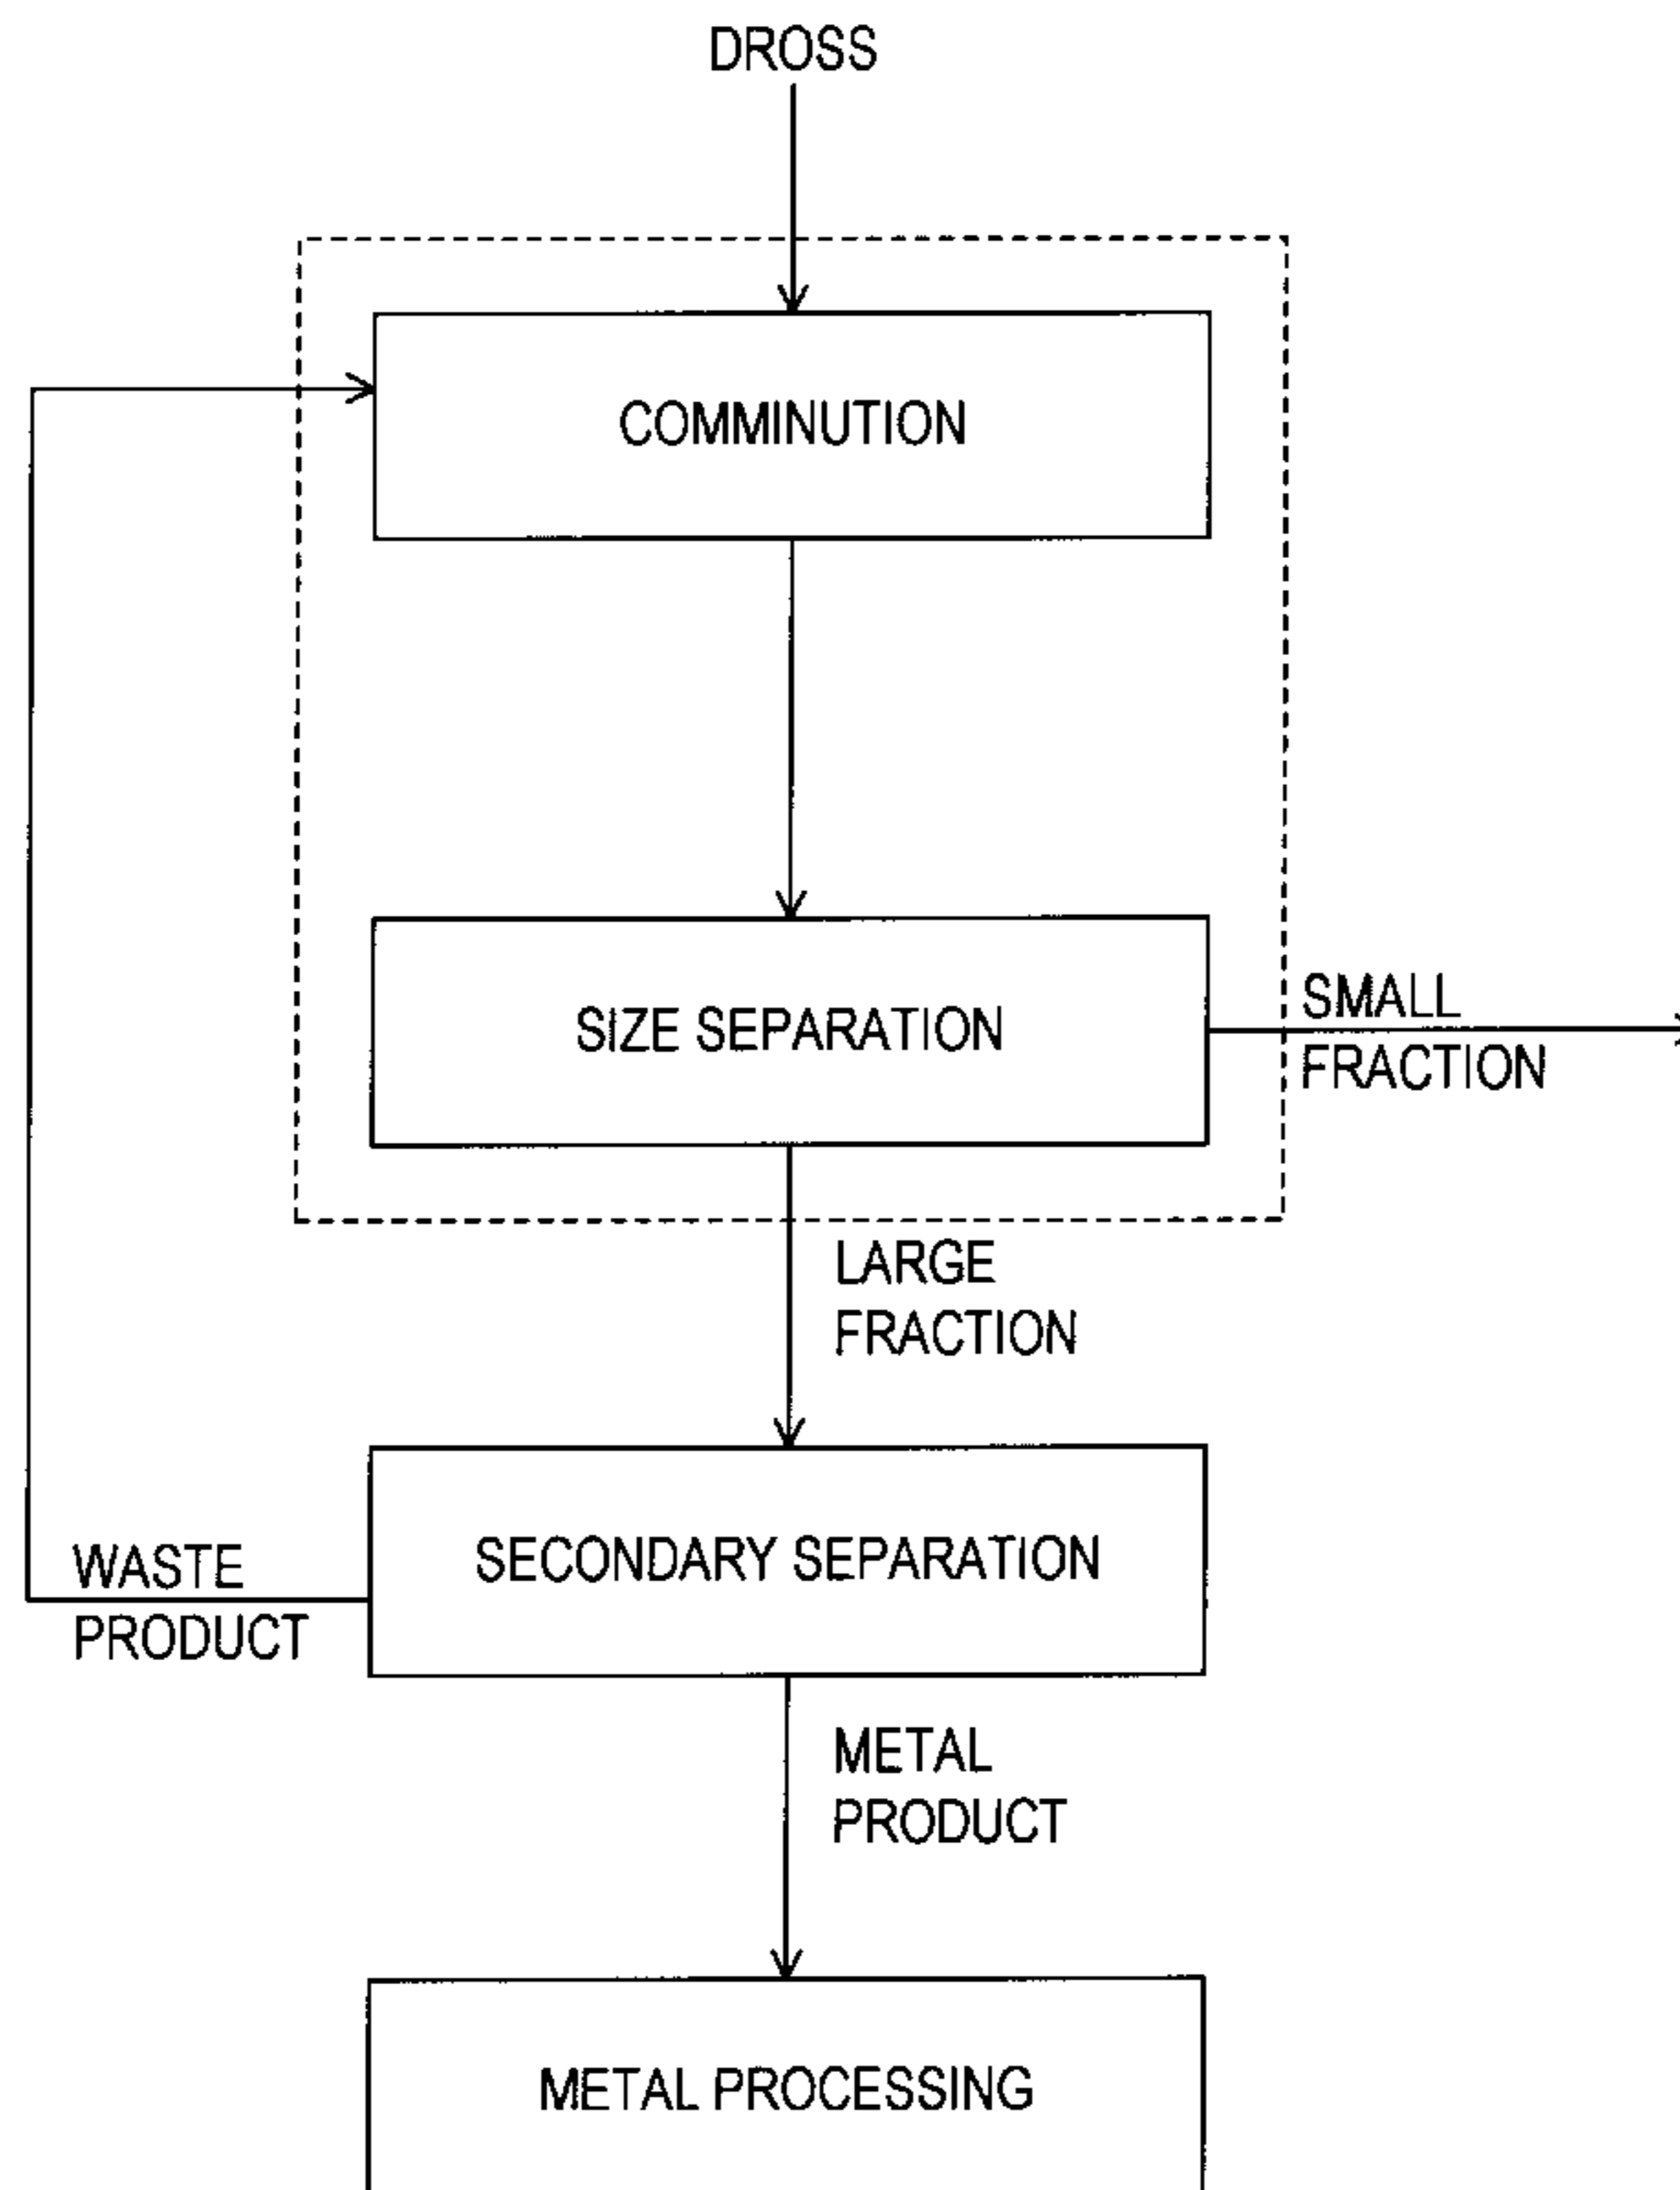 DROSS
COMMINUTION
SIZE SEPARATION
SMALL
FRACTION
LARGE
FRACTION
SECONDARY SEPARATION
WASTE
PRODUCT
METAL
PRODUCT
METAL PROCESSING